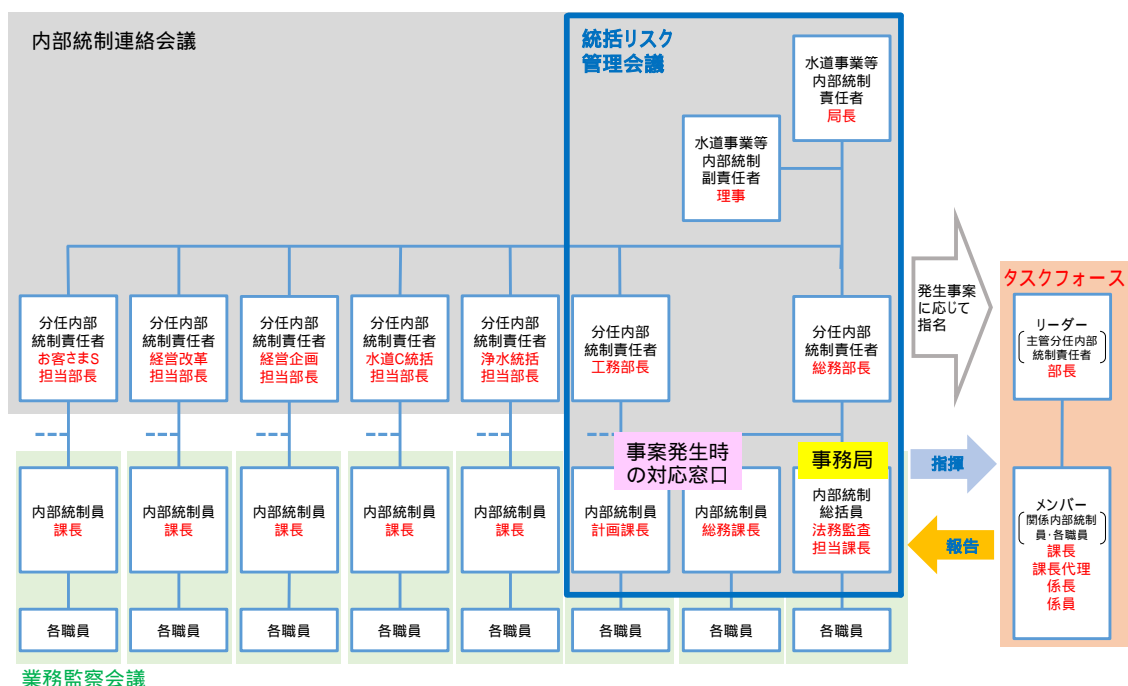 内部統制連絡会議
統括リスク
管理会議
水道事業等
内部統制
責任者
局長
水道事業等
内部統制
副責任者
理事
分任内部
統制責任者
お客さまS
担当部長
分任内部
統制責任者
経営改革
担当部長
分任内部
統制責任者
経営企画
担当部長
分任内部
統制責任者
水道C統括
担当部長
分任内部
統制責任者
浄水統括
担当部長
分任内部
統制責任者
工務部長
分任内部
統制責任者
総務部長
発生事案
に応じて
指名
タスクフォース
リーダー
主管分任内部
統制責任者
部長
事案発生時
の対応窓口
事務局
指揮
報告
内部統制員
課長
内部統制員
課長
内部統制員
課長
内部統制員
課長
内部統制員
課長
内部統制員
計画課長
内部統制員
総務課長
内部統制
総括員
法務監査
担当課長
メンバー
関係内部統制
員・各職員
課長
課長代理
係長
係員
各職員
各職員
各職員
各職員
各職員
各職員
各職員
各職員
業務監察会議